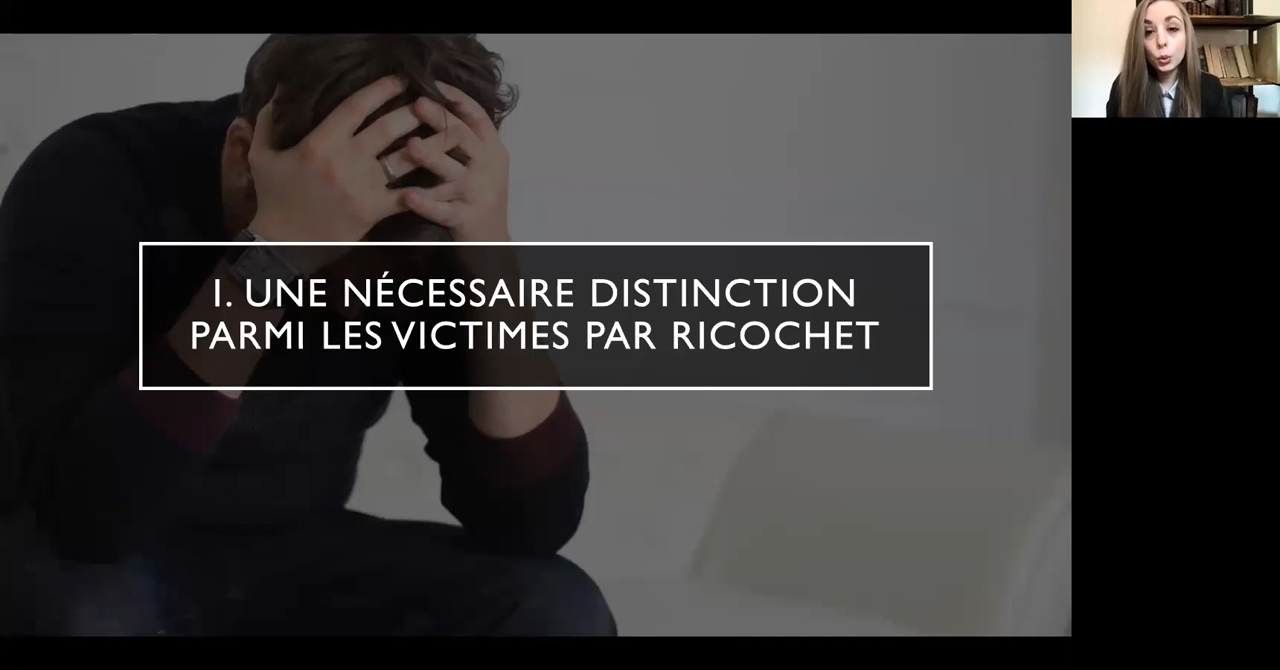 I. UNE NÉCESSAIRE DISTINCTION
PARMI LES VICTIMES PAR RICOCHET